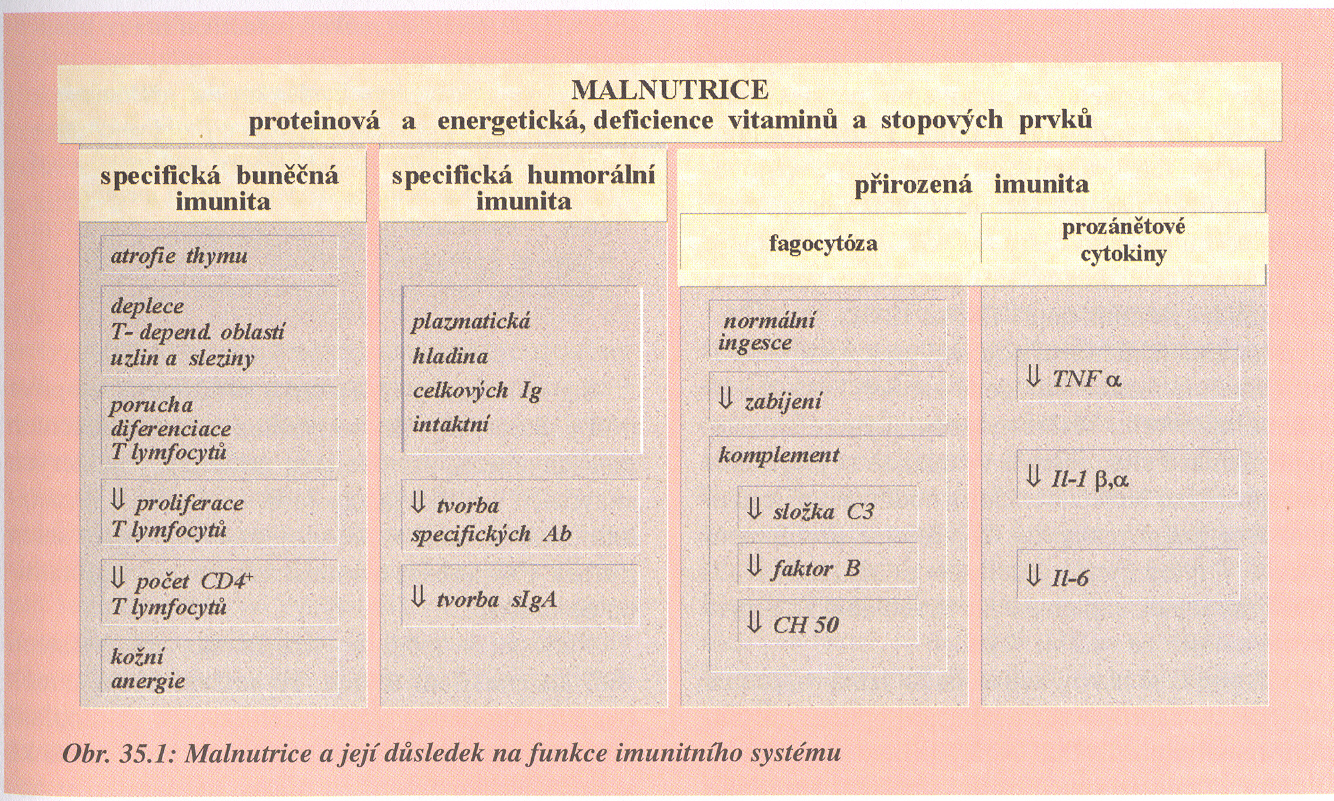 MALNUTRICE
proteinová a energetická, deficience vitaminů a stopových prvků
specifická buněčná
imunita
atrofie thymu
deplece
T- depend. oblastí
uzlin a sleziny
porucha
diferenciace
T lymfocytů
⇓ proliferace
T lymfocytů
⇓ počet CD4⁺
T lymfocytů
kožní
anergie
specifická humorální
imunita
plazmatická
hladina
celkových Ig
intaktní
⇓ tvorba
specifických Ab
⇓ tvorba sIgA
přirozená imunita
fagocytóza
normální
ingesce
⇓ zabíjení
komplement
⇓ složka C3
⇓ faktor B
⇓ CH 50
prozánětové
cytokiny
⇓ TNF α
⇓ Il-1 β,α
⇓ Il-6
Obr. 35.1: Malnutrice a její důsledek na funkce imunitního systému